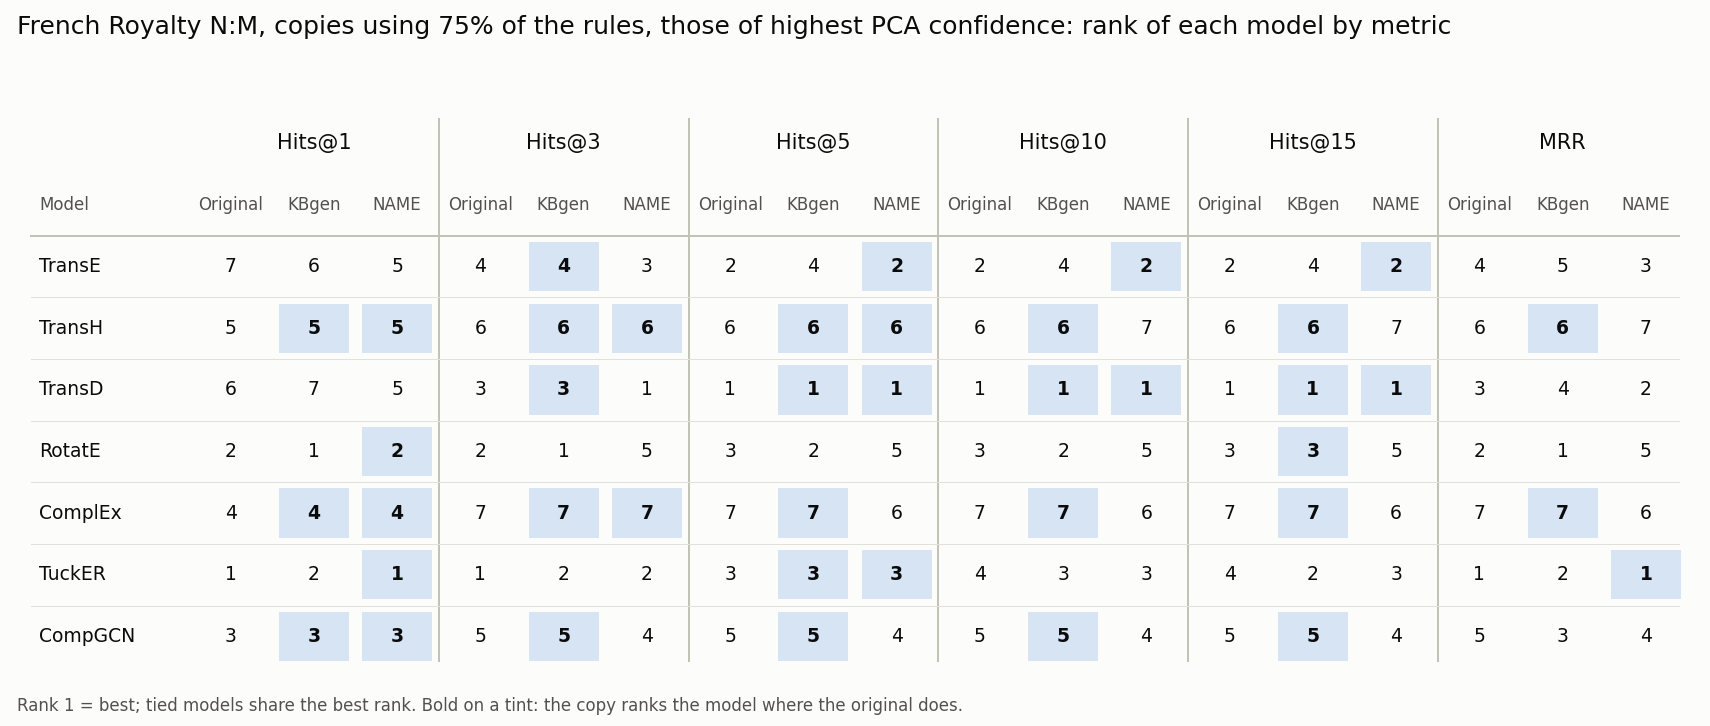 French Royalty N:M, copies using 75% of the rules, those of highest PCA confidence: rank of each model by metric
Hits@1 Hits@3 Hits@5 Hits@10 Hits@15 MRR
Model Original KBgen NAME Original KBgen NAME Original KBgen NAME Original KBgen NAME Original KBgen NAME Original KBgen NAME
TransE 7 6 5 4 4 3 2 4 2 2 4 2 2 4 2 4 5 3
TransH 5 5 5 6 6 6 6 6 6 6 6 7 6 6 7 6 6 7
TransD 6 7 5 3 3 1 1 1 1 1 1 1 1 1 1 3 4 2
RotatE 2 1 2 2 1 5 3 2 5 3 2 5 3 3 5 2 1 5
ComplEx 4 4 4 7 7 7 7 7 6 7 7 6 7 7 6 7 7 6
TuckER 1 2 1 1 2 2 3 3 3 4 3 3 4 2 3 1 2 1
CompGCN 3 3 3 5 5 4 5 5 4 5 5 4 5 5 4 5 3 4
Rank 1 = best; tied models share the best rank. Bold on a tint: the copy ranks the model where the original does.